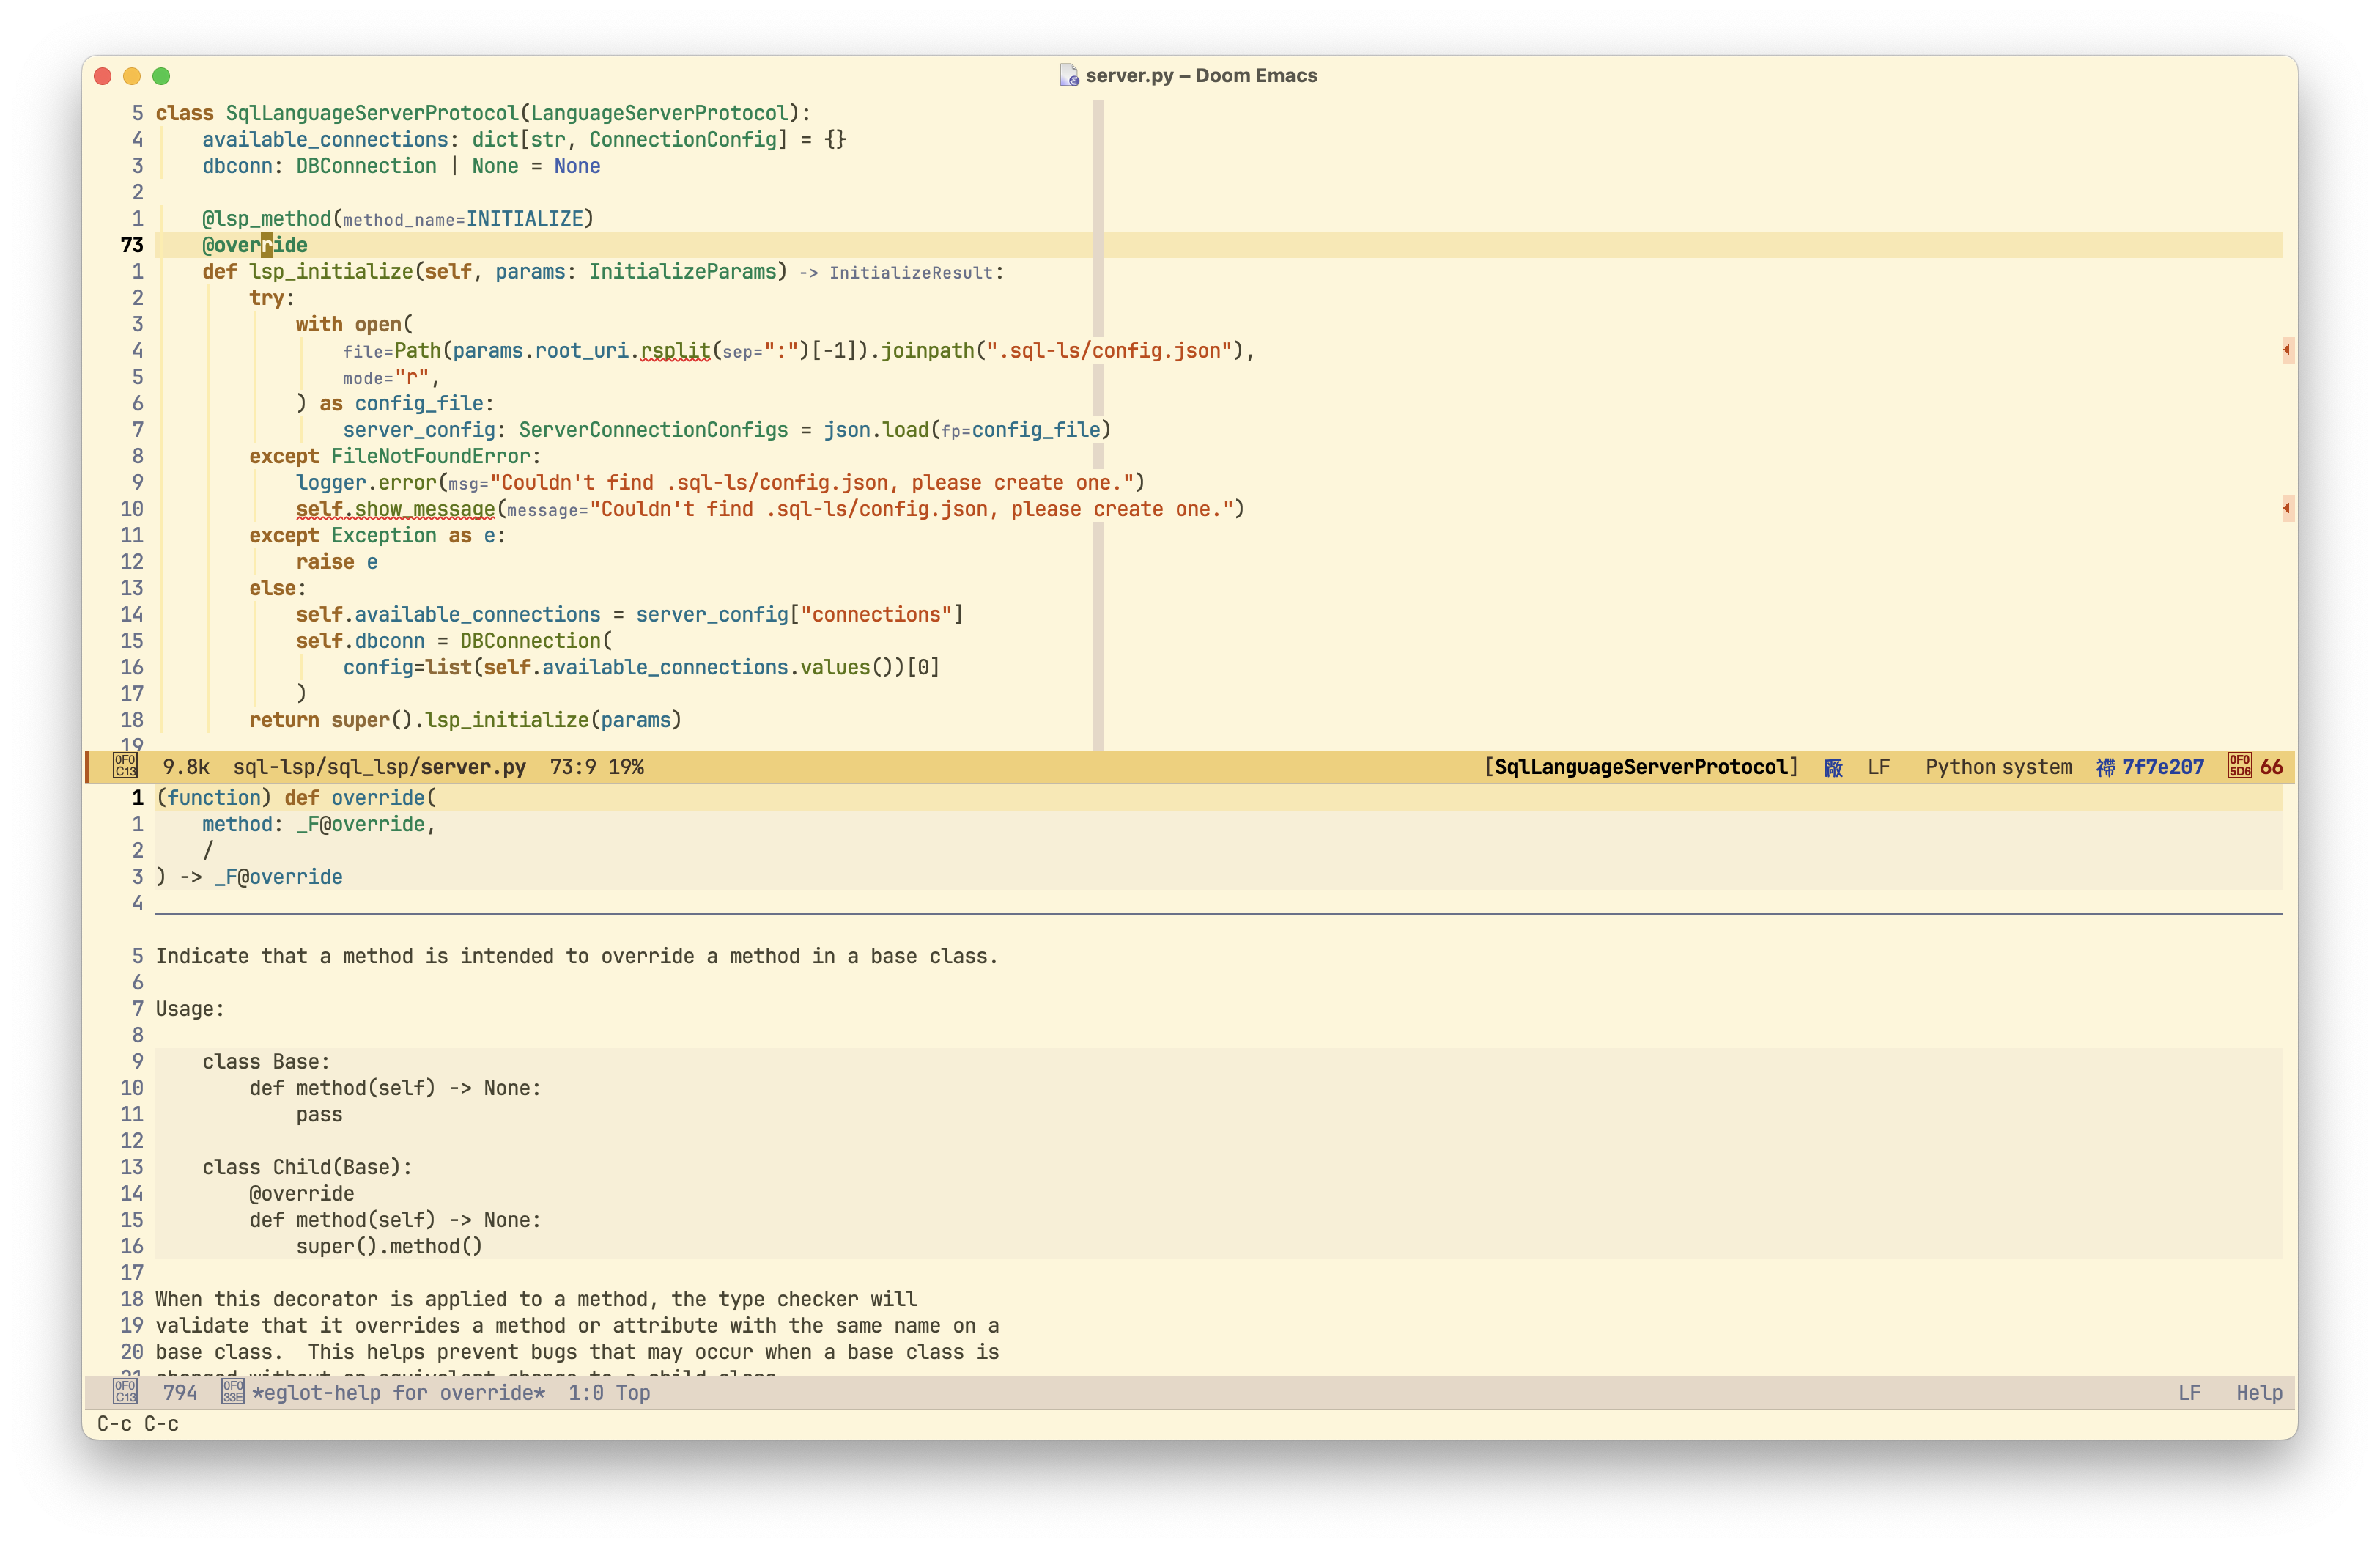 server.py – Doom Emacs
5 class SqlLanguageServerProtocol(LanguageServerProtocol):
4     available_connections: dict[str, ConnectionConfig] = {}
3     dbconn: DBConnection | None = None
2
1     @lsp_method(method_name=INITIALIZE)
73     @override
1     def lsp_initialize(self, params: InitializeParams) -> InitializeResult:
2         try:
3             with open(
4                 file=Path(params.root_uri.rsplit(sep=":")[-1]).joinpath(".sql-ls/config.json"),
5                 mode="r",
6             ) as config_file:
7                 server_config: ServerConnectionConfigs = json.load(fp=config_file)
8         except FileNotFoundError:
9             logger.error(msg="Couldn't find .sql-ls/config.json, please create one.")
10             self.show_message(message="Couldn't find .sql-ls/config.json, please create one.")
11         except Exception as e:
12             raise e
13         else:
14             self.available_connections = server_config["connections"]
15             self.dbconn = DBConnection(
16                 config=list(self.available_connections.values())[0]
17             )
18         return super().lsp_initialize(params)
19
0F0C13 9.8k sql-lsp/sql_lsp/server.py 73:9 19% [SqlLanguageServerProtocol] LF Python system 7f7e207 0F05D6 66
1 (function) def override(
1     method: _F@override,
2     /
3 ) -> _F@override
4
5 Indicate that a method is intended to override a method in a base class.
6
7 Usage:
8
9     class Base:
10         def method(self) -> None:
11             pass
12
13     class Child(Base):
14         @override
15         def method(self) -> None:
16             super().method()
17
18 When this decorator is applied to a method, the type checker will
19 validate that it overrides a method or attribute with the same name on a
20 base class.  This helps prevent bugs that may occur when a base class is
21 changed without an equivalent change to a child class.
0F0C13 794 0F033E *eglot-help for override* 1:0 Top LF Help
C-c C-c